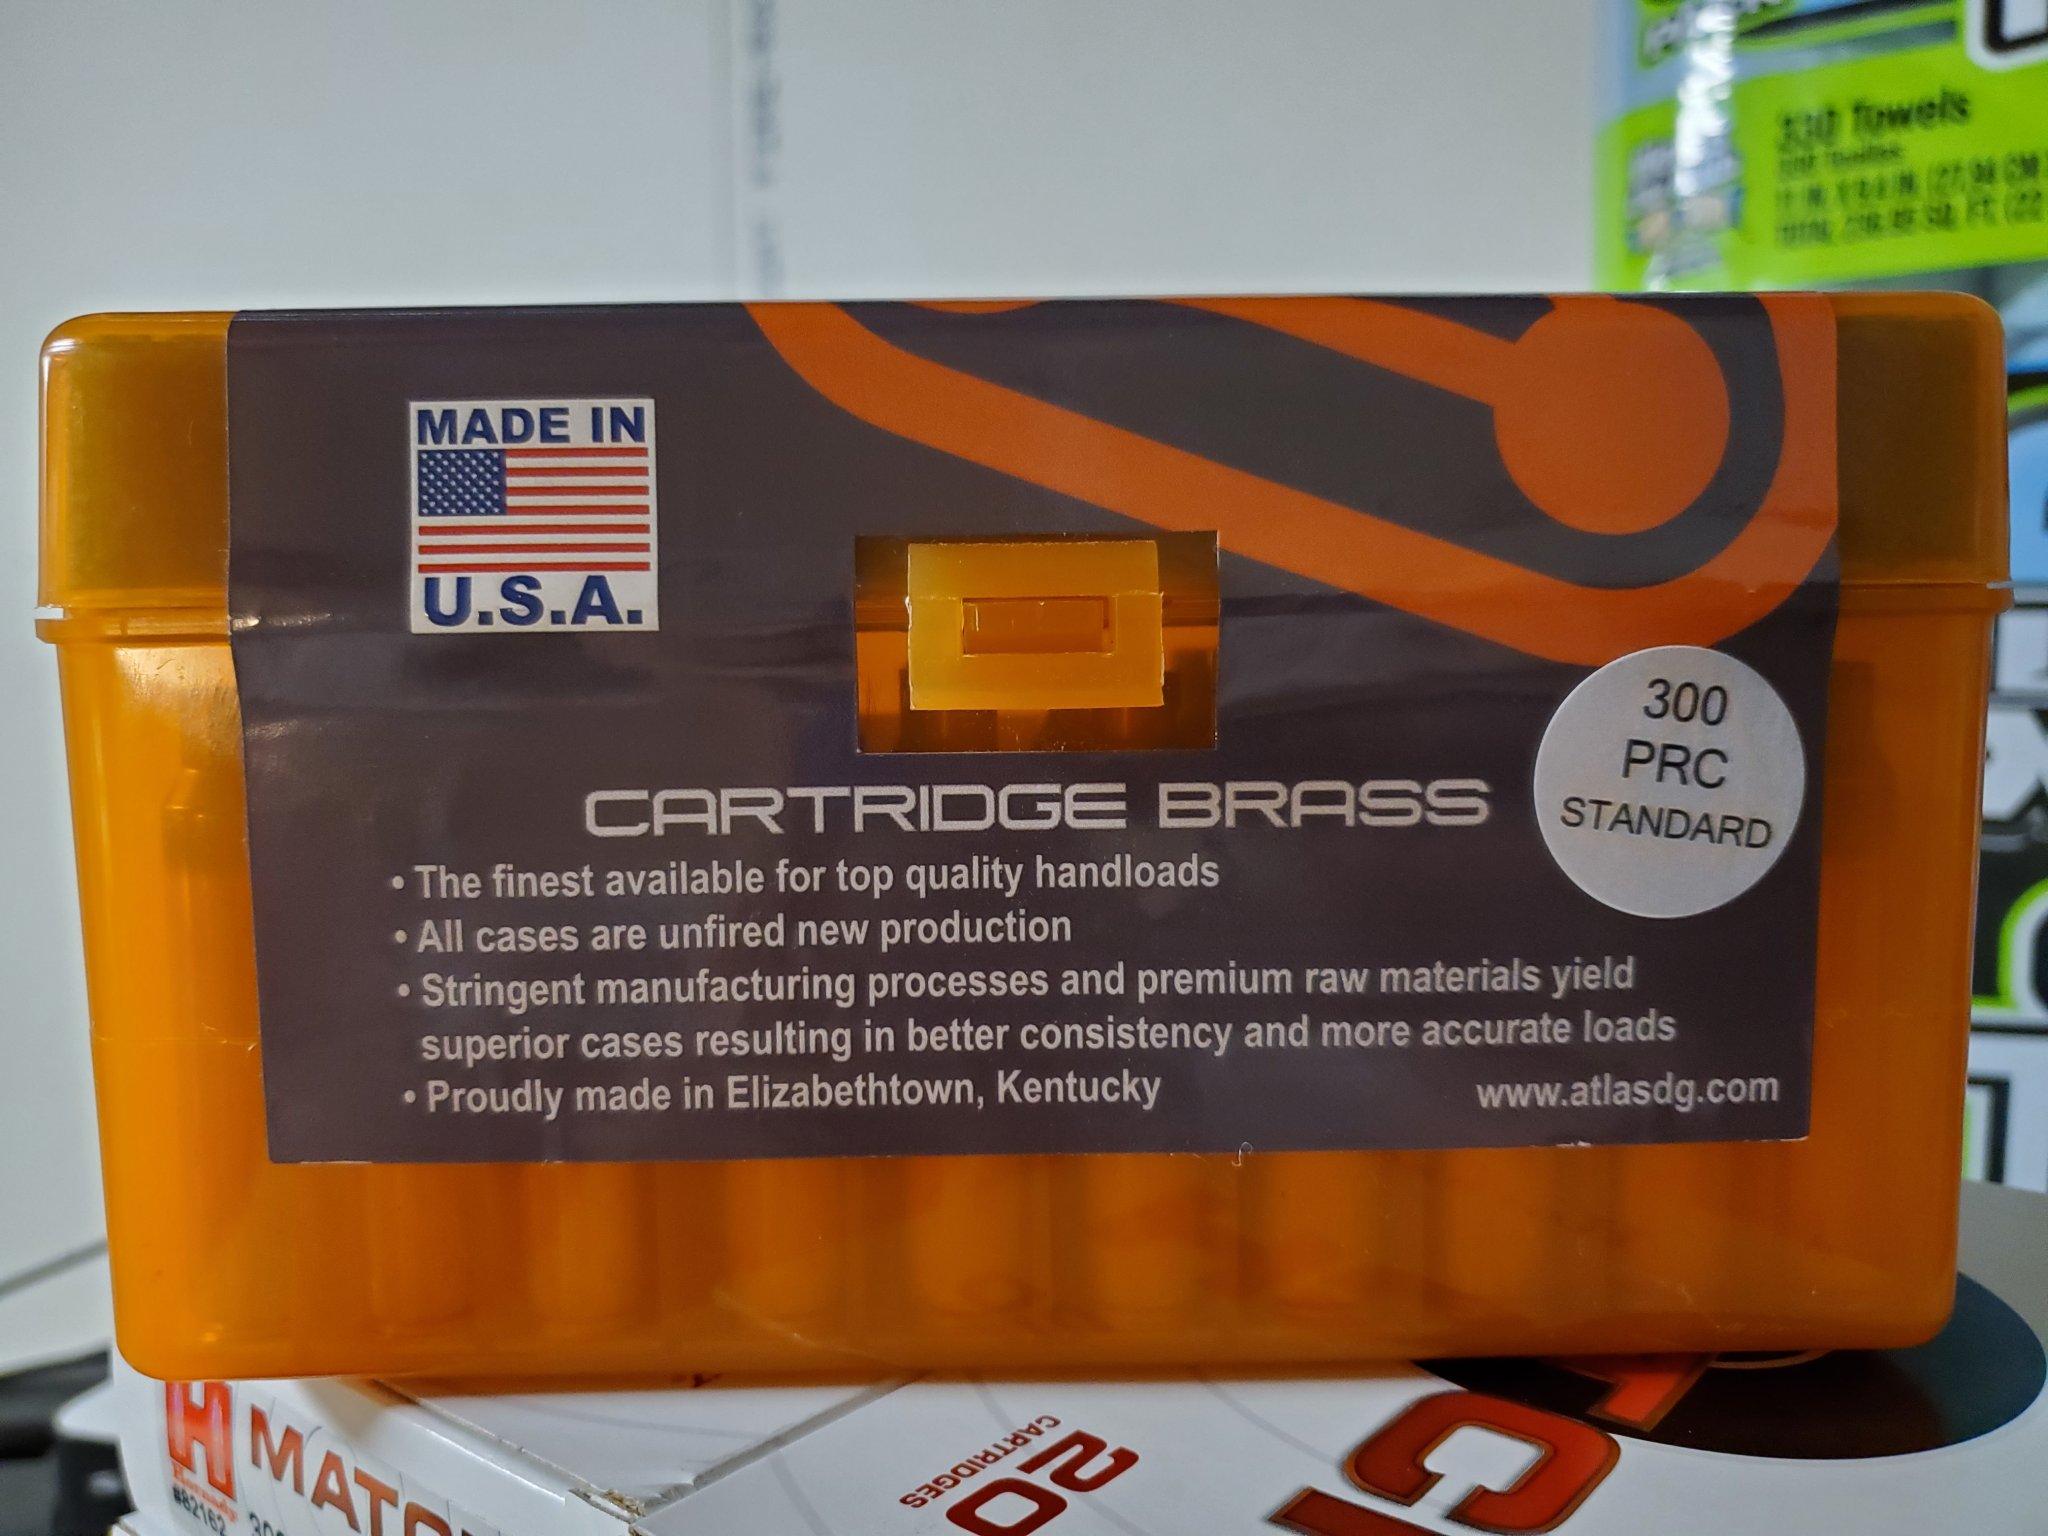 330 Towels
MADE IN
U.S.A.
300
PRC
STANDARD
CARTRIDGE BRASS
• The finest available for top quality handloads
• All cases are unfired new production
• Stringent manufacturing processes and premium raw materials yield
superior cases resulting in better consistency and more accurate loads
• Proudly made in Elizabethtown, Kentucky
www.atlasdg.com
H
Hornady
#82162
20
CARTRIDGES